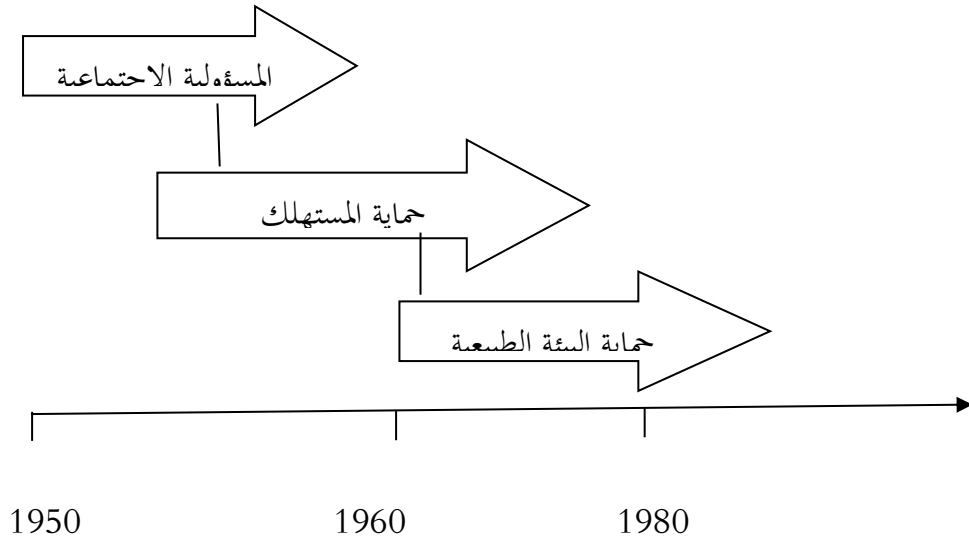 المسؤولية الاجتماعية
حماية المستهلك
حماية البيئة الطبيعية
1950 1960 1980